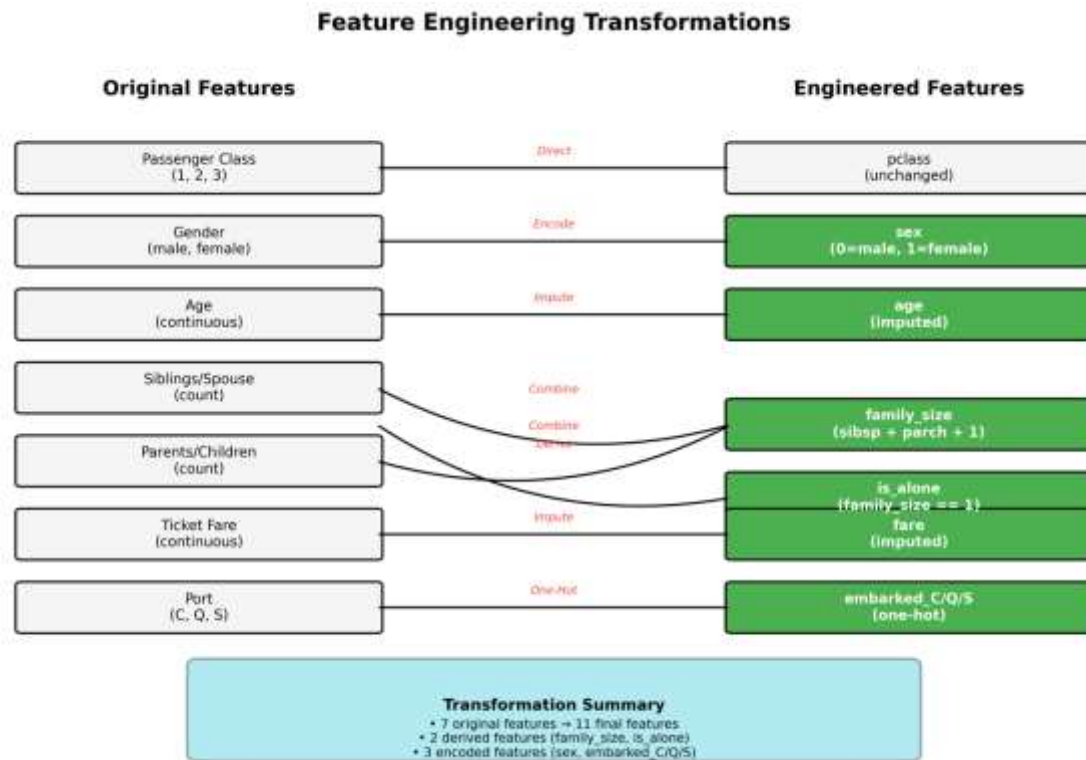 Feature Engineering Transformations
Original Features
Engineered Features
Passenger Class
(1, 2, 3)
Direct
pclass
(unchanged)
Gender
(male, female)
Encode
sex
(0=male, 1=female)
Age
(continuous)
Impute
age
(imputed)
Siblings/Spouse
(count)
Combine
family_size
(sibsp + parch + 1)
Parents/Children
(count)
Combine
is_alone
(family_size == 1)
Ticket Fare
(continuous)
Impute
fare
(imputed)
Port
(C, Q, S)
One-Hot
embarked_C/Q/S
(one-hot)
Transformation Summary
• 7 original features → 11 final features
• 2 derived features (family_size, is_alone)
• 3 encoded features (sex, embarked_C/Q/S)